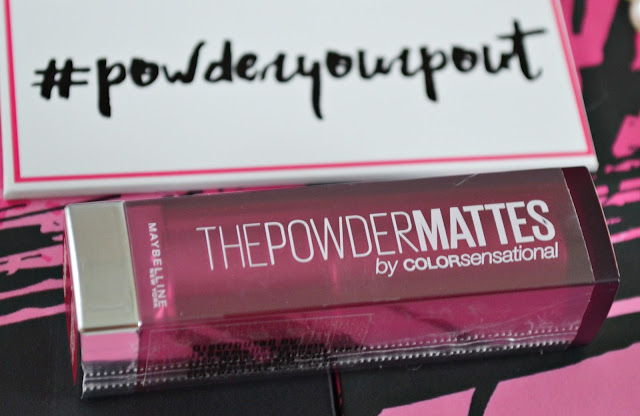 #powderyourpout
THEPOWDERMATTES
by COLORsensational
MAYBELLINE
NEW YORK